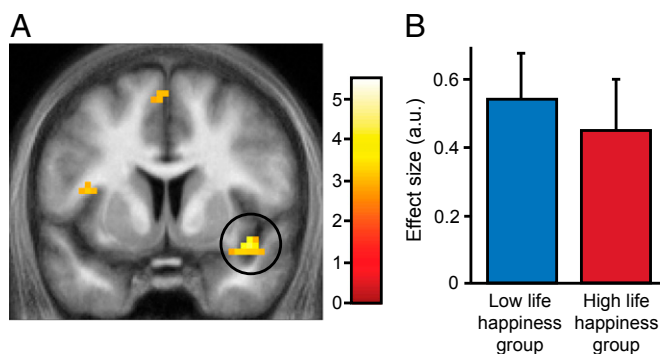 A
5
4
3
2
1
0
B
Effect size (a.u.)
0.6
0.4
0.2
0
Low life
happiness
group
High life
happiness
group